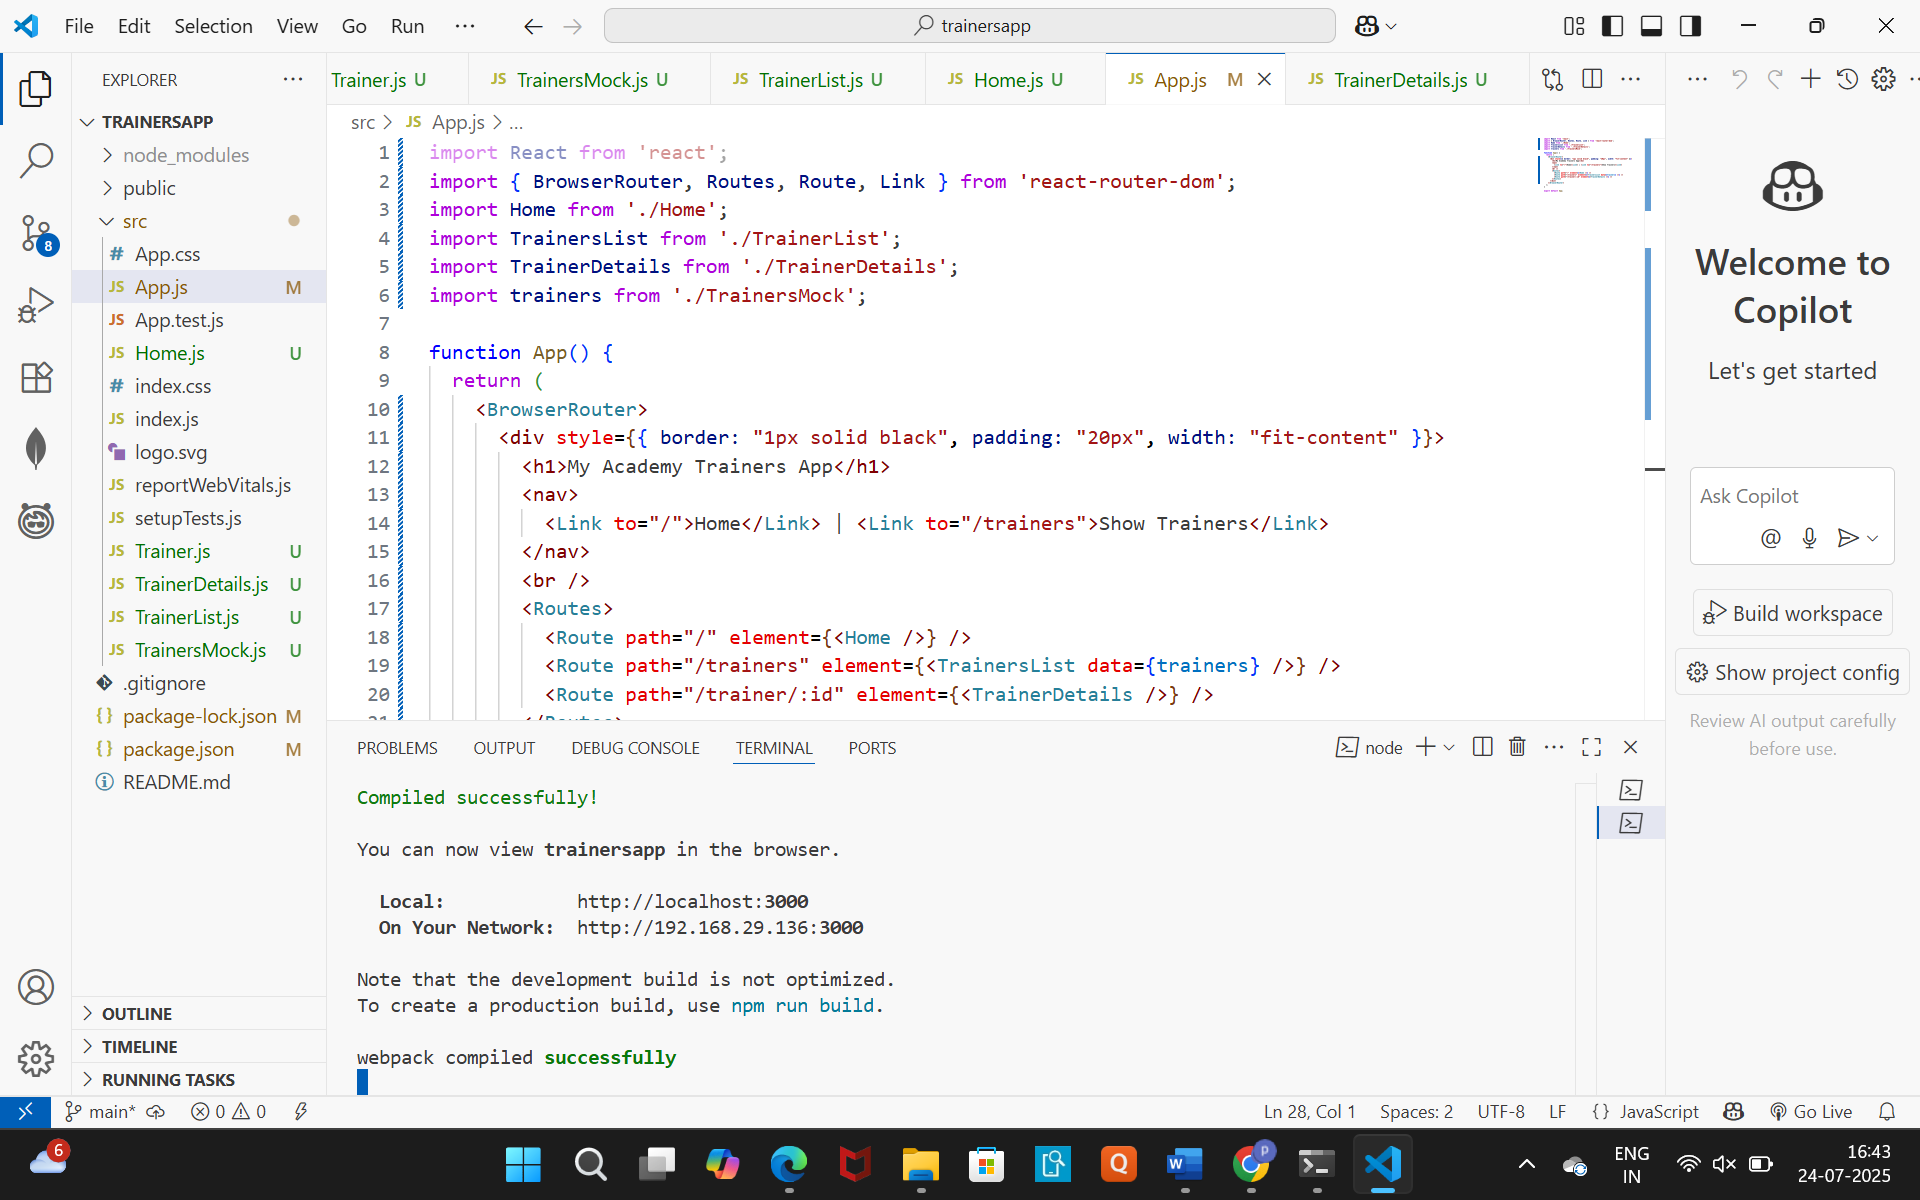 File Edit Selection View Go Run ··· trainersapp
EXPLORER ···
TRAINERSAPP
node_modules
public
src
# App.css
JS App.js M
JS App.test.js
JS Home.js U
# index.css
JS index.js
logo.svg
JS reportWebVitals.js
JS setupTests.js
JS Trainer.js U
JS TrainerDetails.js U
JS TrainerList.js U
JS TrainersMock.js U
.gitignore
{} package-lock.json M
{} package.json M
README.md
OUTLINE
TIMELINE
RUNNING TASKS
8
Trainer.js U JS TrainersMock.js U JS TrainerList.js U JS Home.js U JS App.js M JS TrainerDetails.js U ···
src > JS App.js > ...
1 import React from 'react';
2 import { BrowserRouter, Routes, Route, Link } from 'react-router-dom';
3 import Home from './Home';
4 import TrainersList from './TrainerList';
5 import TrainerDetails from './TrainerDetails';
6 import trainers from './TrainersMock';
7
8 function App() {
9 return (
10 <BrowserRouter>
11 <div style={{ border: "1px solid black", padding: "20px", width: "fit-content" }}>
12 <h1>My Academy Trainers App</h1>
13 <nav>
14 <Link to="/">Home</Link> | <Link to="/trainers">Show Trainers</Link>
15 </nav>
16 <br />
17 <Routes>
18 <Route path="/" element={<Home />} />
19 <Route path="/trainers" element={<TrainersList data={trainers} />} />
20 <Route path="/trainer/:id" element={<TrainerDetails />} />
21 </Routes>
PROBLEMS OUTPUT DEBUG CONSOLE TERMINAL PORTS node
Compiled successfully!
You can now view trainersapp in the browser.
Local: http://localhost:3000
On Your Network: http://192.168.29.136:3000
Note that the development build is not optimized.
To create a production build, use npm run build.
webpack compiled successfully
Welcome to
Copilot
Let's get started
Ask Copilot
@
Build workspace
Show project config
Review AI output carefully
before use.
main* 0 0 Ln 28, Col 1 Spaces: 2 UTF-8 LF {} JavaScript Go Live
6
Q
W
P
ENG
IN
16:43
24-07-2025